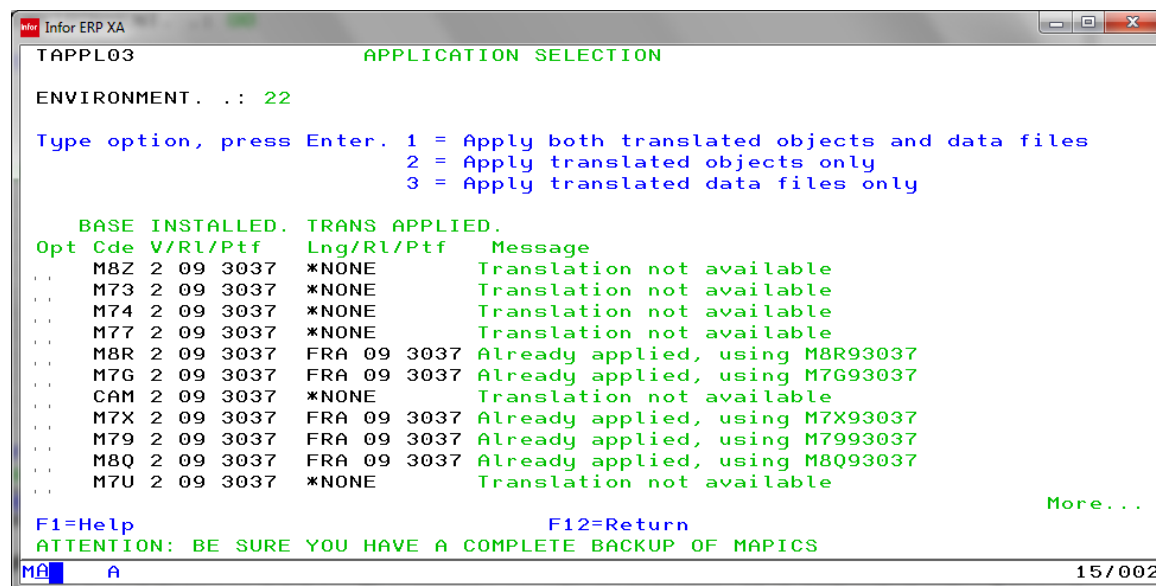 infor Infor ERP XA
TAPPL03 APPLICATION SELECTION
ENVIRONMENT. .: 22
Type option, press Enter. 1 = Apply both translated objects and data files
2 = Apply translated objects only
3 = Apply translated data files only
BASE INSTALLED. TRANS APPLIED.
Opt Cde V/Rl/Ptf Lng/Rl/Ptf Message
M8Z 2 09 3037 *NONE Translation not available
M73 2 09 3037 *NONE Translation not available
M74 2 09 3037 *NONE Translation not available
M77 2 09 3037 *NONE Translation not available
M8R 2 09 3037 FRA 09 3037 Already applied, using M8R93037
M7G 2 09 3037 FRA 09 3037 Already applied, using M7G93037
CAM 2 09 3037 *NONE Translation not available
M7X 2 09 3037 FRA 09 3037 Already applied, using M7X93037
M79 2 09 3037 FRA 09 3037 Already applied, using M7993037
M8Q 2 09 3037 FRA 09 3037 Already applied, using M8Q93037
M7U 2 09 3037 *NONE Translation not available
More...
F1=Help F12=Return
ATTENTION: BE SURE YOU HAVE A COMPLETE BACKUP OF MAPICS
MA A 15/002